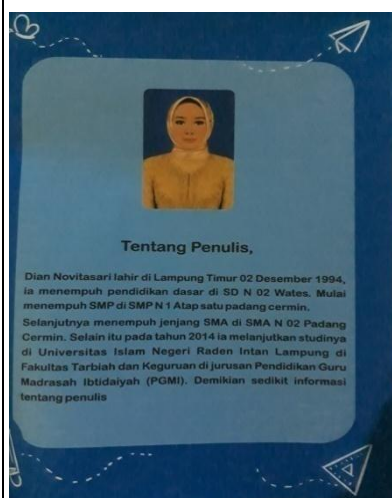 Tentang Penulis,
Dian Novitasari lahir di Lampung Timur 02 Desember 1994,
ia menempuh pendidikan dasar di SD N 02 Wates. Mulai
menempuh SMP di SMP N 1 Atap satu padang cermin.
Selanjutnya menempuh jenjang SMA di SMA N 02 Padang
Cermin. Selain itu pada tahun 2014 ia melanjutkan studinya
di Universitas Islam Negeri Raden Intan Lampung di
Fakultas Tarbiah dan Keguruan di jurusan Pendidikan Guru
Madrasah Ibtidaiyah (PGMI). Demikian sedikit informasi
tentang penulis